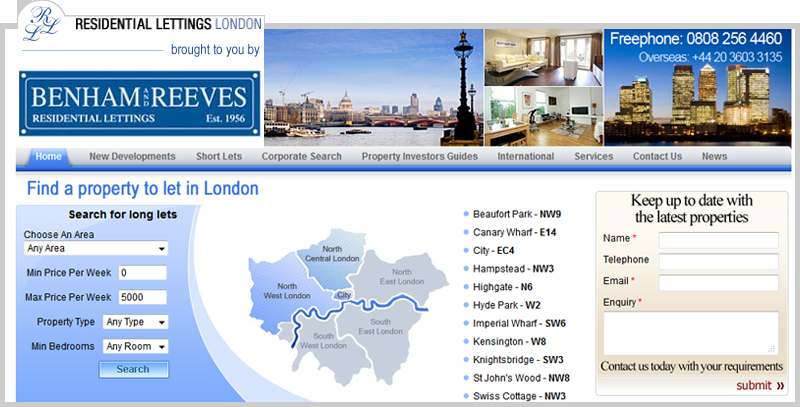 RLL
RESIDENTIAL LETTINGS LONDON
brought to you by
BENHAM AND REEVES
RESIDENTIAL LETTINGS Est. 1956
Freephone: 0808 256 4460
Overseas: +44 20 3603 3135
Home New Developments Short Lets Corporate Search Property Investors Guides International Services Contact Us News
Find a property to let in London
Search for long lets
Choose An Area
Any Area
Min Price Per Week 0
Max Price Per Week 5000
Property Type Any Type
Min Bedrooms Any Room
Search
North
Central London
North
West London
North
East London
City
South
West London
South
East London
Beaufort Park - NW9
Canary Wharf - E14
City - EC4
Hampstead - NW3
Highgate - N6
Hyde Park - W2
Imperial Wharf - SW6
Kensington - W8
Knightsbridge - SW3
St John's Wood - NW8
Swiss Cottage - NW3
Keep up to date with
the latest properties
Name *
Telephone
Email *
Enquiry *
Contact us today with your requirements
submit »